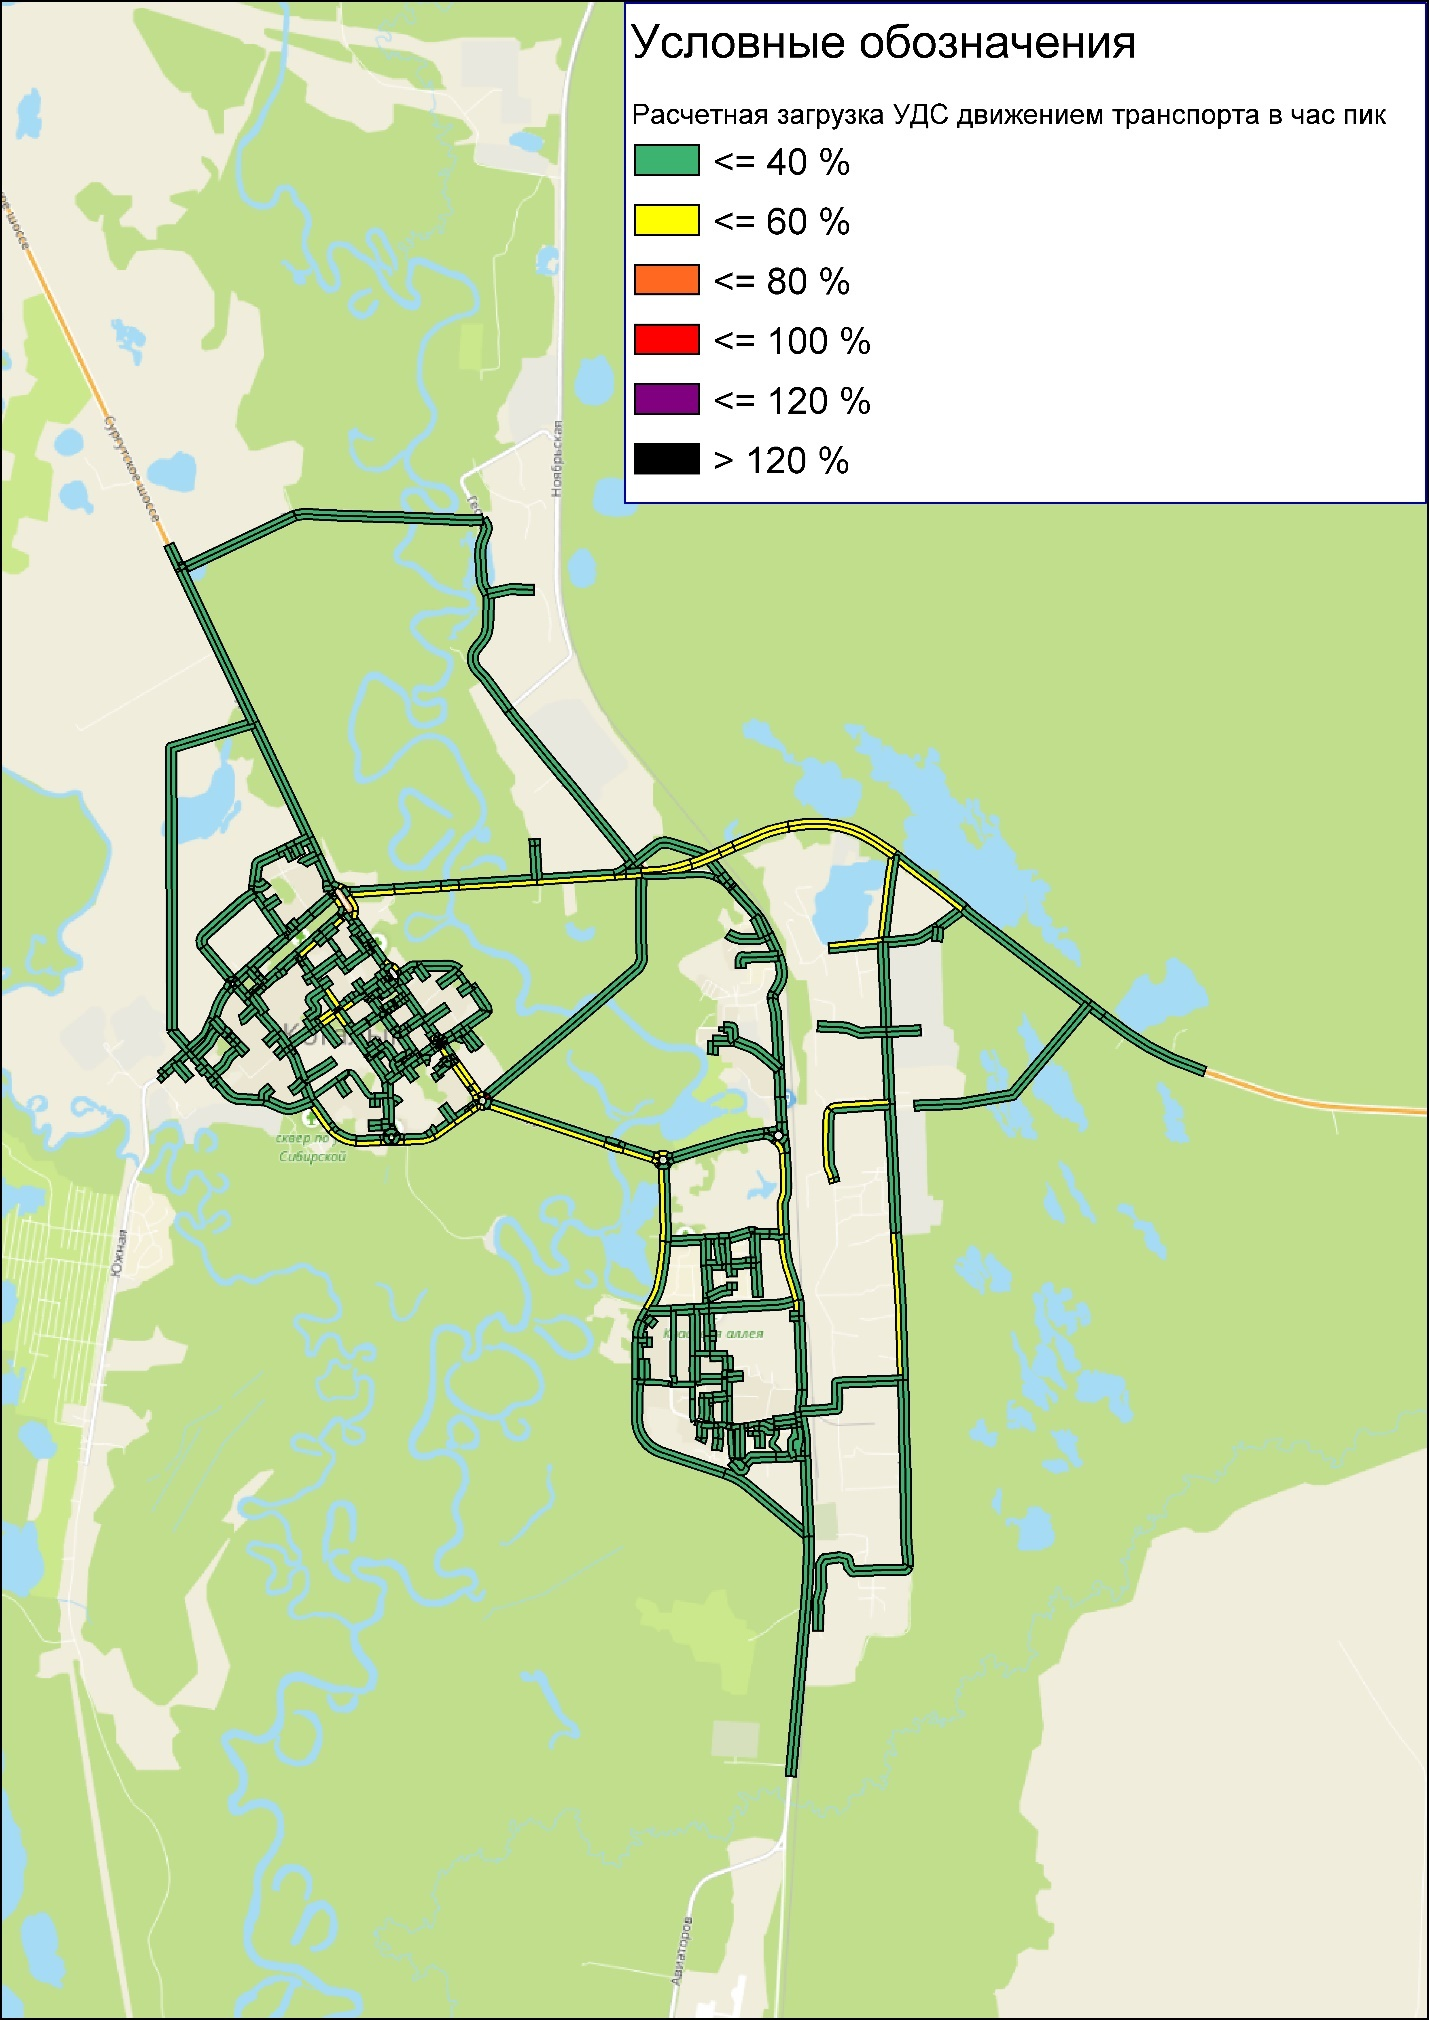 Условные обозначения
Расчетная загрузка УДС движением транспорта в час пик
<= 40 %
<= 60 %
<= 80 %
<= 100 %
<= 120 %
> 120 %
шоссе
Сургутское шоссе
Ноябрьская
сквер по
Сибирской
Южная
аллея
Авиаторов